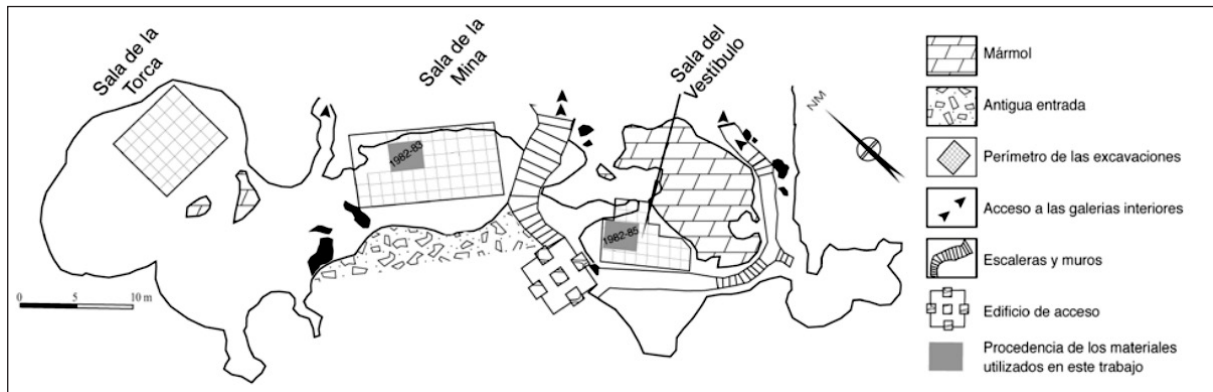 Sala de la
Torca
Sala de la
Mina
Sala del
Vestíbulo
NM
1982-83
1982-85
0 5 10 m
Mármol
Antigua entrada
Perímetro de las excavaciones
Acceso a las galerias interiores
Escaleras y muros
Edificio de acceso
Procedencia de los materiales
utilizados en este trabajo